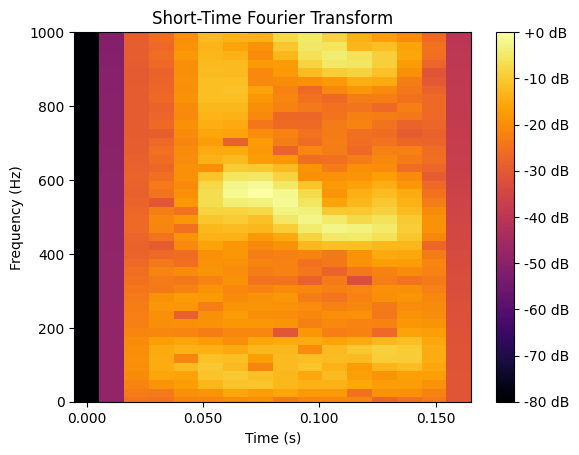 Short-Time Fourier Transform
Frequency (Hz)
1000
800
600
400
200
0
0.000
0.050
0.100
0.150
Time (s)
+0 dB
-10 dB
-20 dB
-30 dB
-40 dB
-50 dB
-60 dB
-70 dB
-80 dB